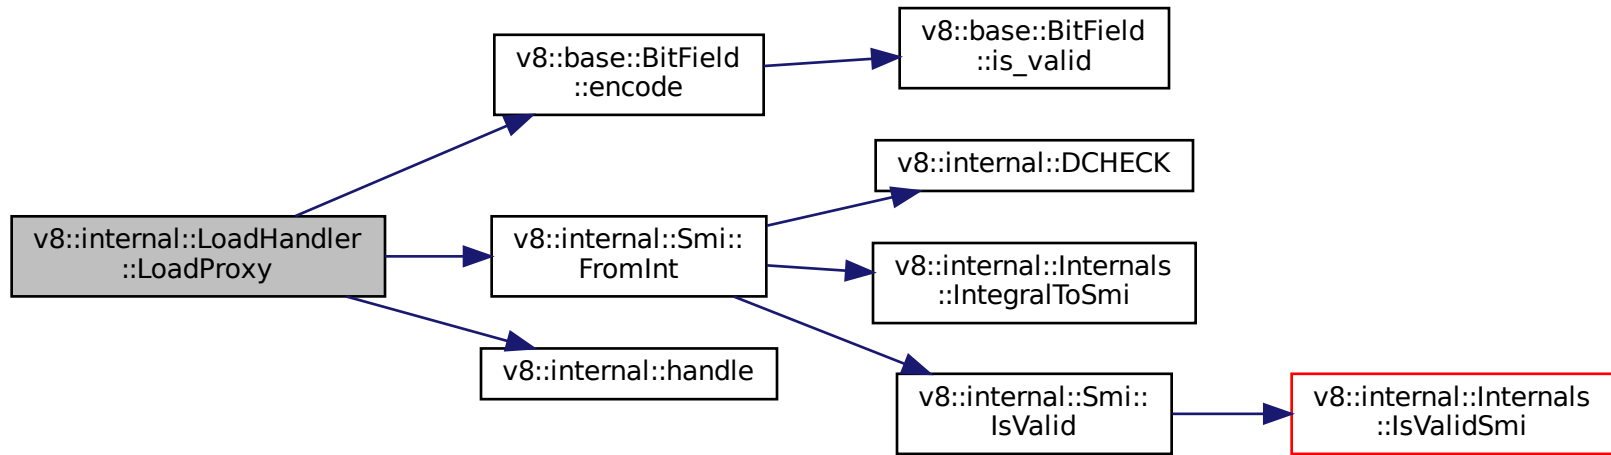 v8::internal::LoadHandler
::LoadProxy
v8::base::BitField
::encode
v8::base::BitField
::is_valid
v8::internal::Smi::
FromInt
v8::internal::DCHECK
v8::internal::Internals
::IntegralToSmi
v8::internal::Smi::
IsValid
v8::internal::Internals
::IsValidSmi
v8::internal::handle